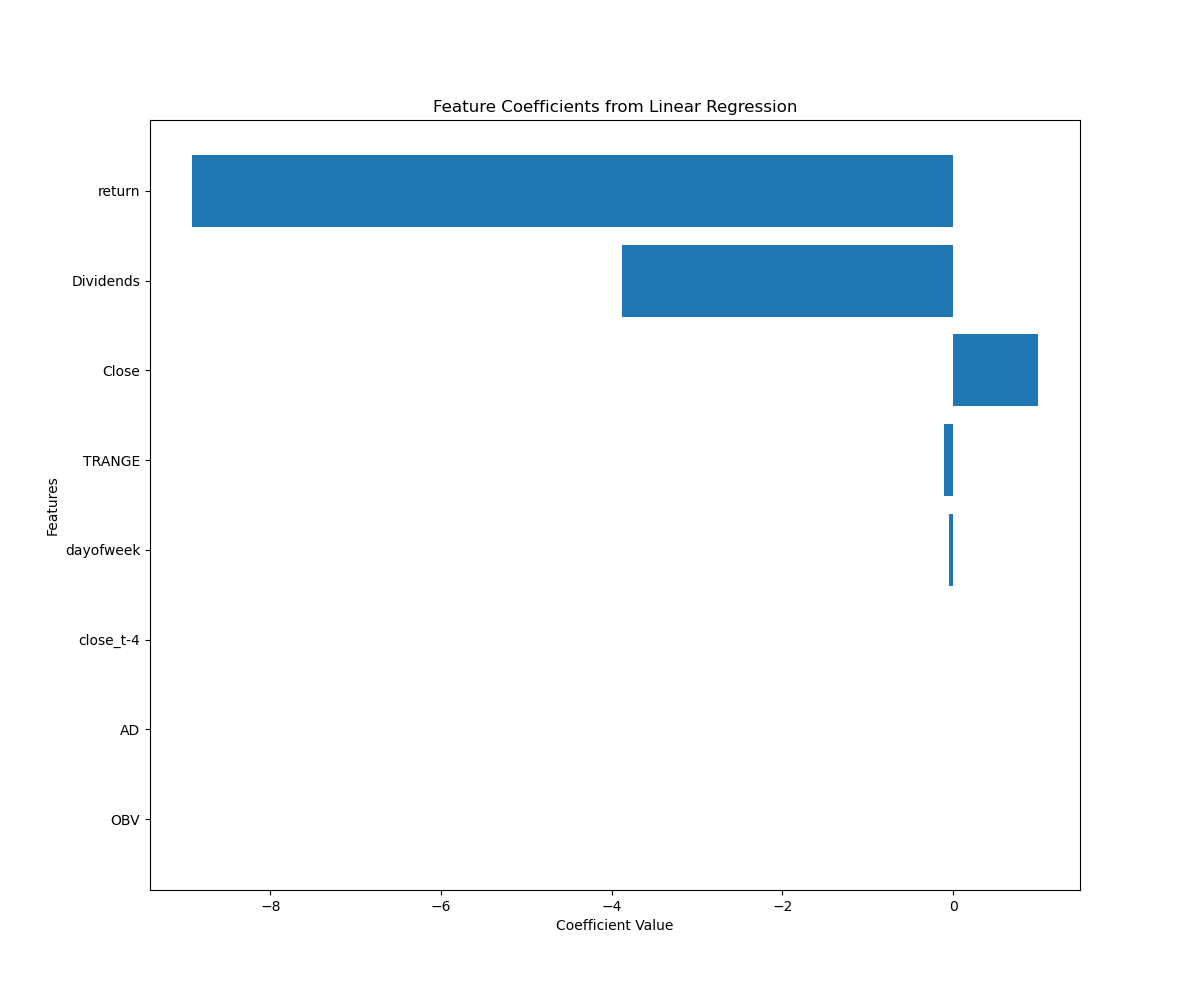 Feature Coefficients from Linear Regression
return
Dividends
Close
TRANGE
dayofweek
close_t-4
AD
OBV
Features
−8
−6
−4
−2
0
Coefficient Value